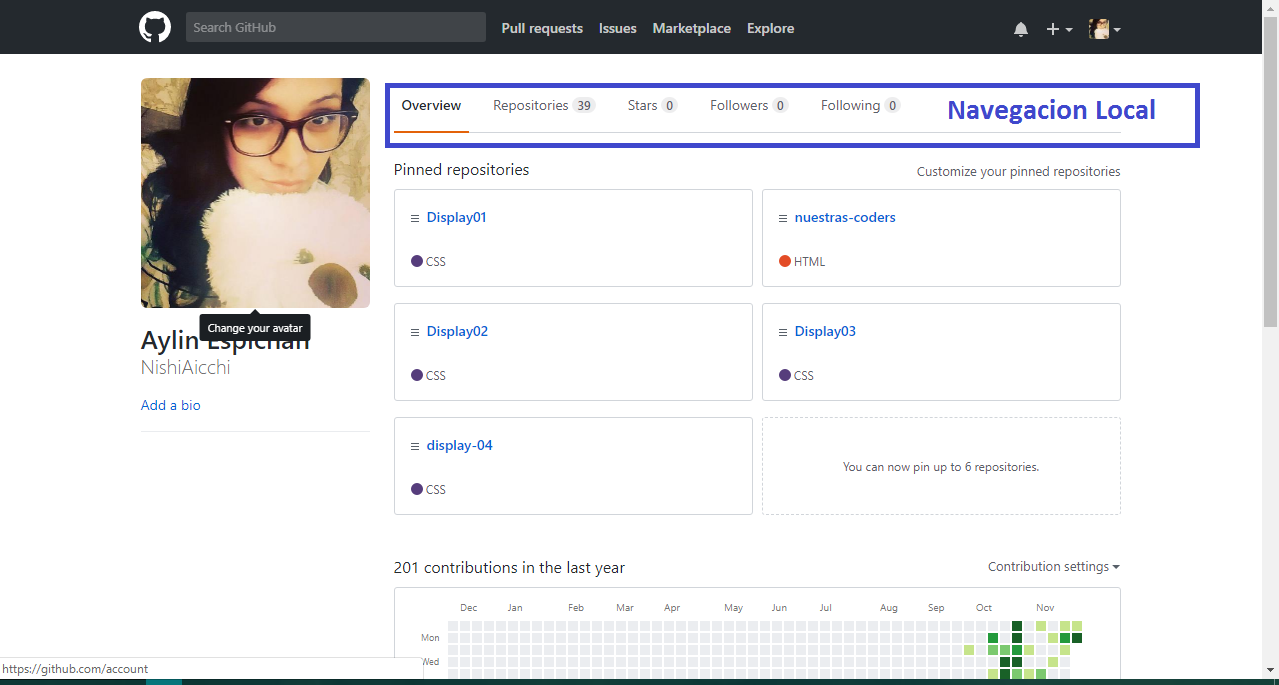 Search GitHub Pull requests Issues Marketplace Explore
Overview Repositories 39 Stars 0 Followers 0 Following 0 Navegacion Local
Pinned repositories Customize your pinned repositories
Display01 nuestras-coders
CSS HTML
Change your avatar
Aylin Espichan
NishiAicchi
Add a bio
Display02 Display03
CSS CSS
display-04
You can now pin up to 6 repositories.
CSS
201 contributions in the last year Contribution settings
Dec Jan Feb Mar Apr May Jun Jul Aug Sep Oct Nov
Mon
Wed
https://github.com/account